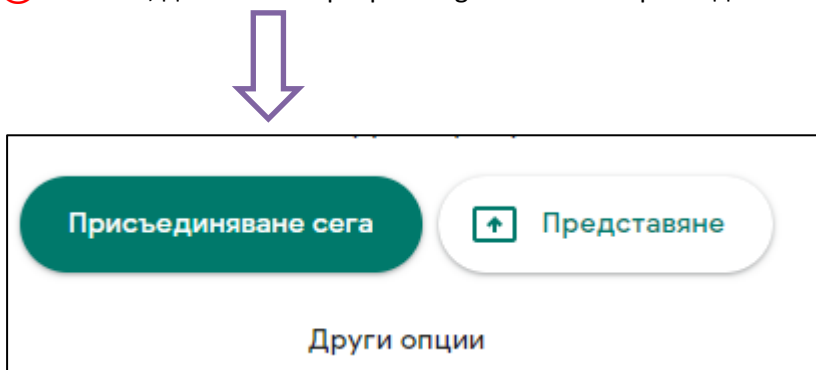 Присъединяване сега
Представяне
Други опции